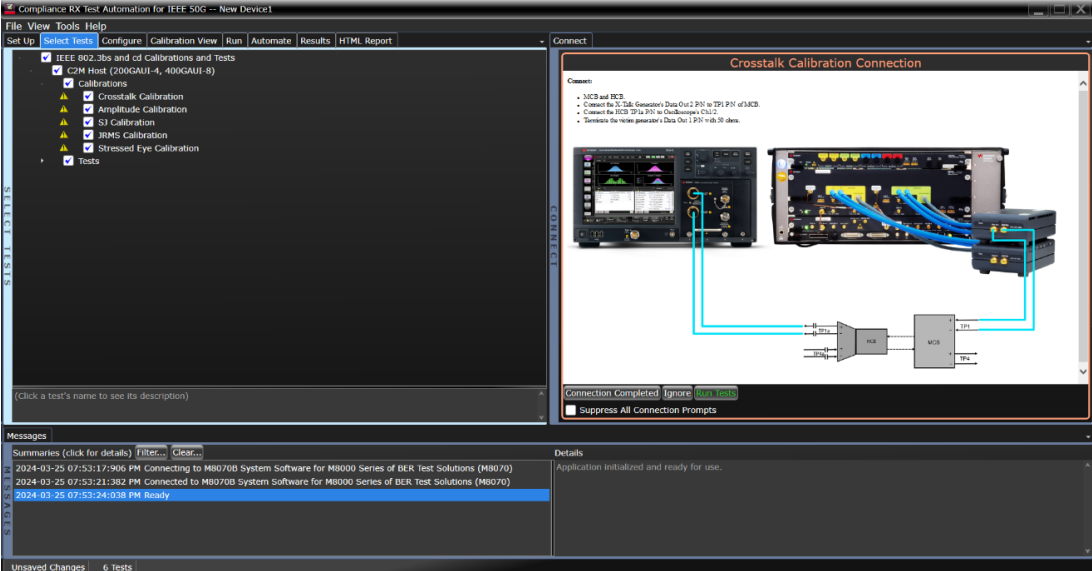 Compliance RX Test Automation for IEEE 50G -- New Device1
File View Tools Help
Set Up Select Tests Configure Calibration View Run Automate Results HTML Report
IEEE 802.3bs and cd Calibrations and Tests
C2M Host (200GAUI-4, 400GAUI-8)
Calibrations
Crosstalk Calibration
Amplitude Calibration
SJ Calibration
JRMS Calibration
Stressed Eye Calibration
Tests
SELECT TESTS
(Click a test's name to see its description)
Connect
CONNECT
Crosstalk Calibration Connection
Connect:
MCB and HCB.
Connect the X-Talk Generator's Data Out 2 P/N to TP1 P/N of MCB.
Connect the HCB TP1a P/N to Oscilloscope's Ch1/2.
Terminate the victim generator's Data Out 1 P/N with 50 ohms.
TP1a
TP4a
HCB
MCB
TP1
TP4
Connection Completed Ignore Run Tests
Suppress All Connection Prompts
Messages
MESSAGES
Summaries (click for details) Filter... Clear...
2024-03-25 07:53:17:906 PM Connecting to M8070B System Software for M8000 Series of BER Test Solutions (M8070)
2024-03-25 07:53:21:382 PM Connected to M8070B System Software for M8000 Series of BER Test Solutions (M8070)
2024-03-25 07:53:24:038 PM Ready
Details
Application initialized and ready for use.
Unsaved Changes 6 Tests